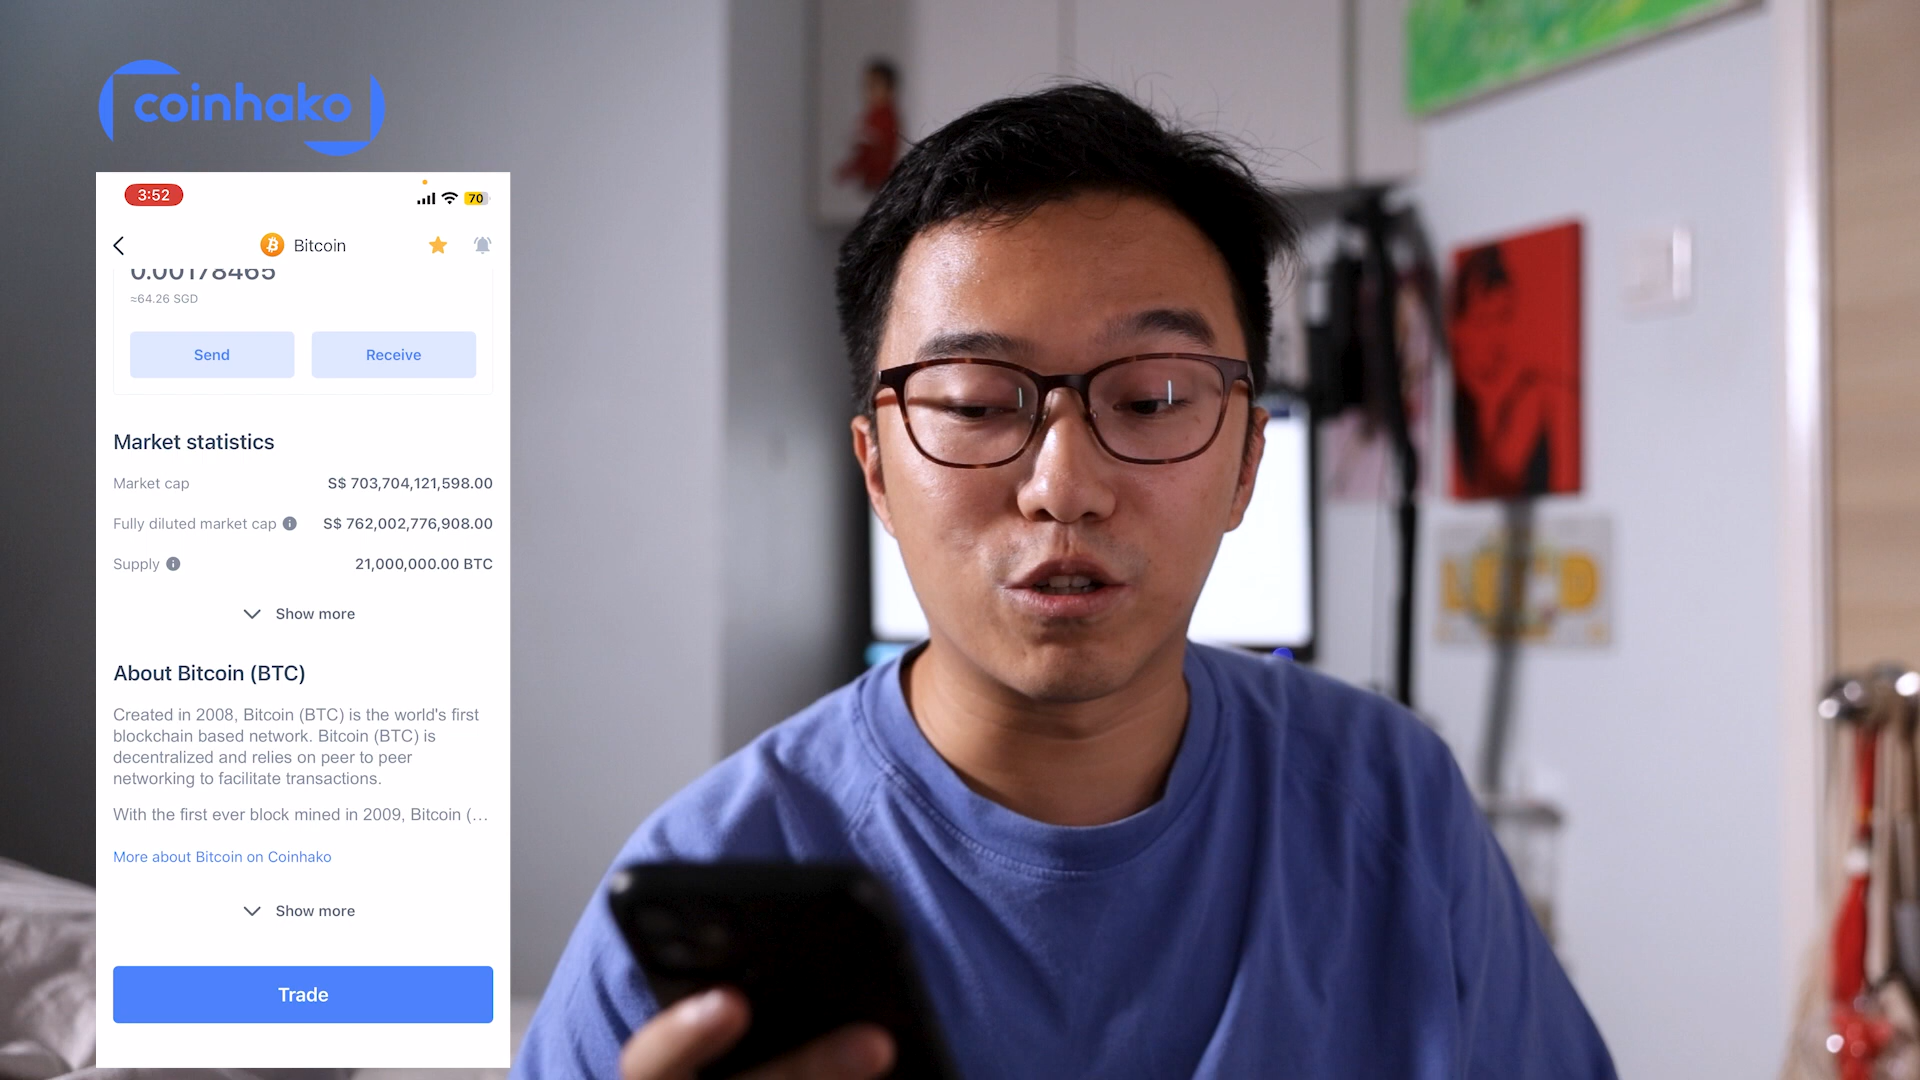 coinhako
3:52
70
Bitcoin
0.00178465
≈64.26 SGD
Send
Receive
Market statistics
Market cap
S$ 703,704,121,598.00
Fully diluted market cap
S$ 762,002,776,908.00
Supply
21,000,000.00 BTC
Show more
About Bitcoin (BTC)
Created in 2008, Bitcoin (BTC) is the world's first
blockchain based network. Bitcoin (BTC) is
decentralized and relies on peer to peer
networking to facilitate transactions.
With the first ever block mined in 2009, Bitcoin (…
More about Bitcoin on Coinhako
Show more
Trade